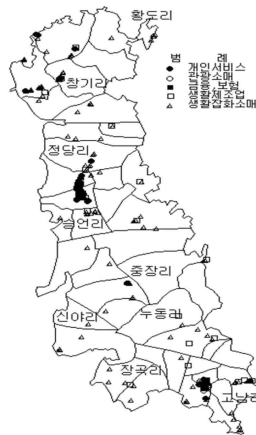 황도리
범 례
개인서비스
관광소매
금융,보험
생활제조업
생활잡화소매
창기리
정당리
승언리
중장리
신야리
누동리
장곡리
고남리